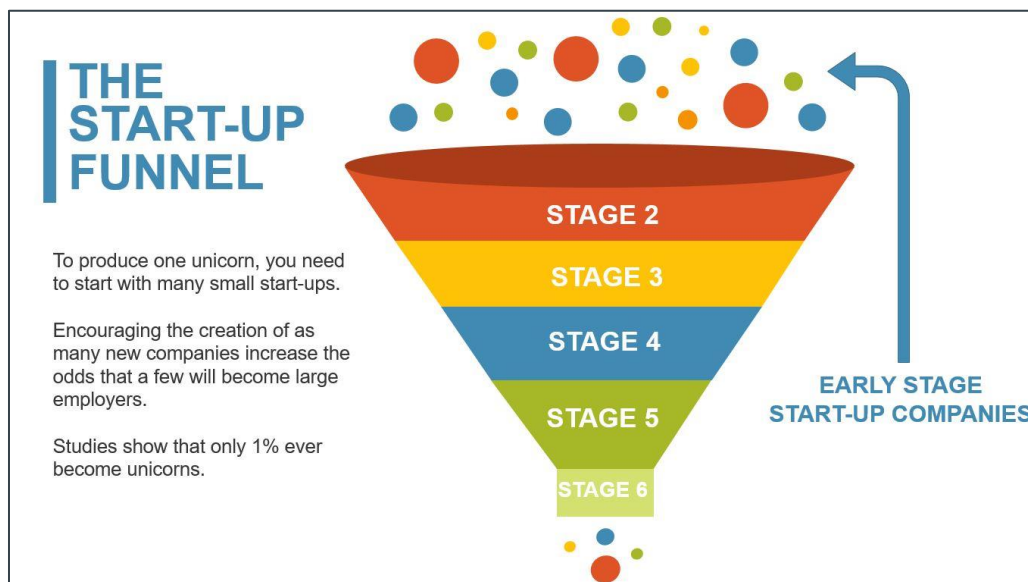 THE
START-UP
FUNNEL
To produce one unicorn, you need
to start with many small start-ups.
Encouraging the creation of as
many new companies increase the
odds that a few will become large
employers.
Studies show that only 1% ever
become unicorns.
STAGE 2
STAGE 3
STAGE 4
STAGE 5
STAGE 6
EARLY STAGE
START-UP COMPANIES